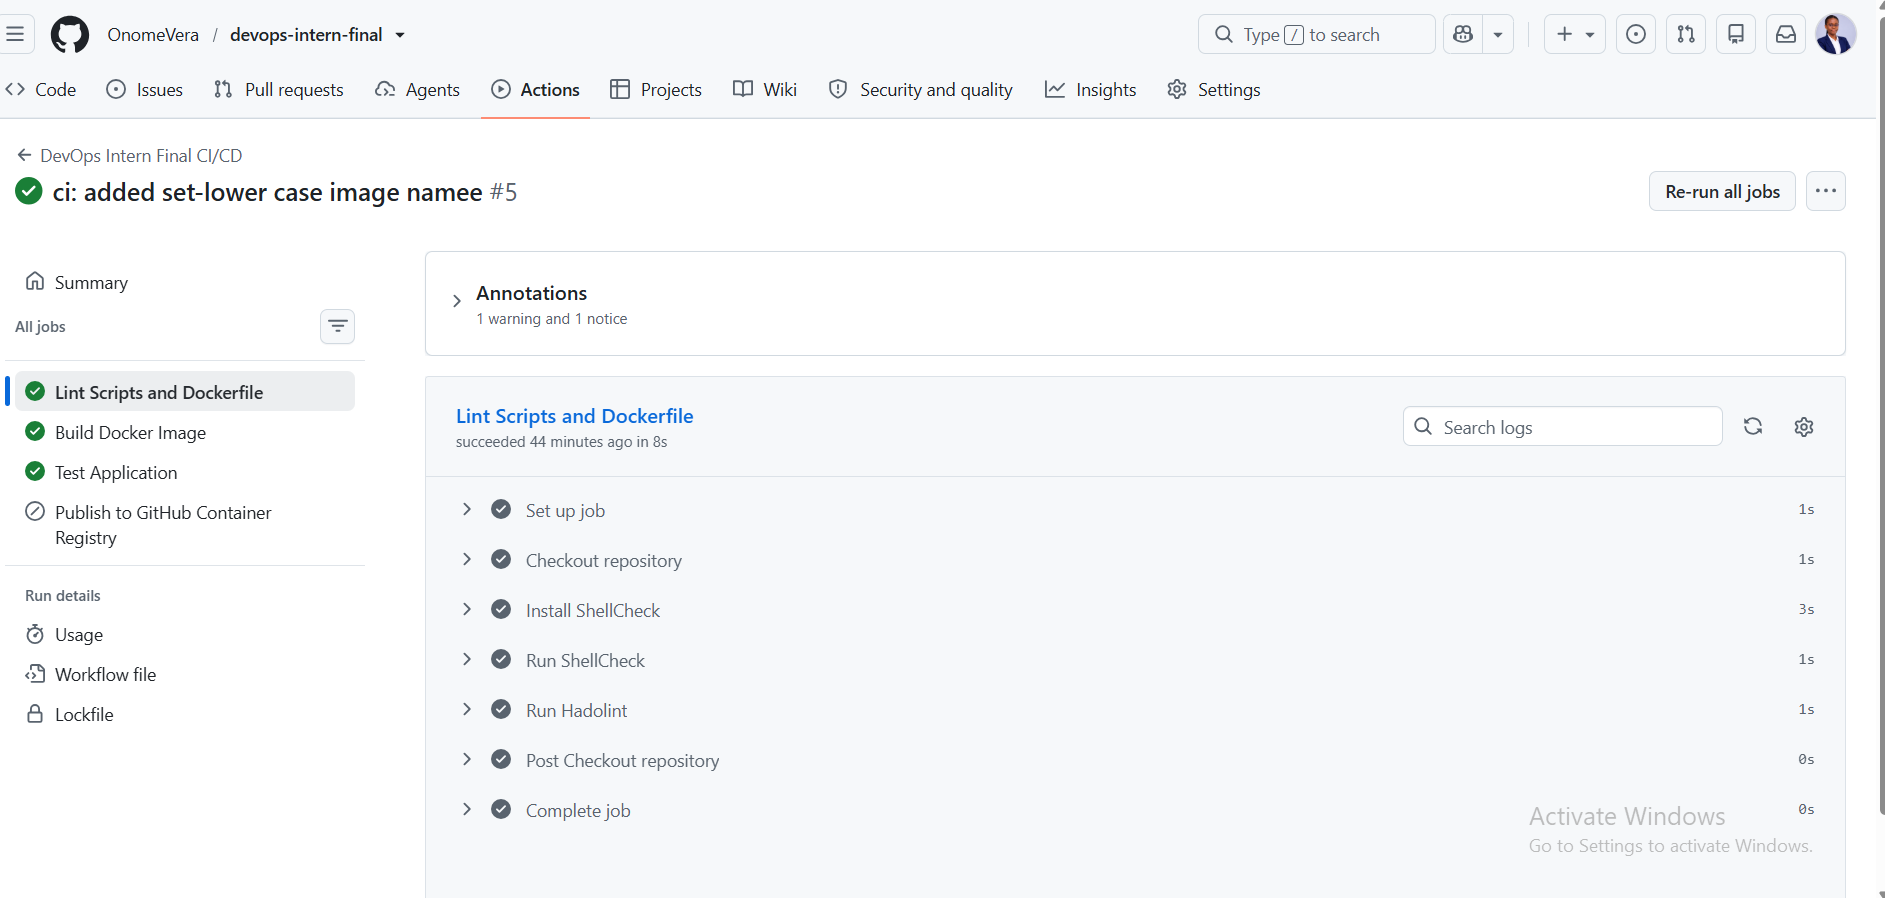 OnomeVera / devops-intern-final
Type / to search
Code
Issues
Pull requests
Agents
Actions
Projects
Wiki
Security and quality
Insights
Settings
DevOps Intern Final CI/CD
ci: added set-lower case image namee #5
Re-run all jobs
Summary
All jobs
Lint Scripts and Dockerfile
Build Docker Image
Test Application
Publish to GitHub Container
Registry
Run details
Usage
Workflow file
Lockfile
Annotations
1 warning and 1 notice
Lint Scripts and Dockerfile
succeeded 44 minutes ago in 8s
Search logs
Set up job 1s
Checkout repository 1s
Install ShellCheck 3s
Run ShellCheck 1s
Run Hadolint 1s
Post Checkout repository 0s
Complete job 0s
Activate Windows
Go to Settings to activate Windows.